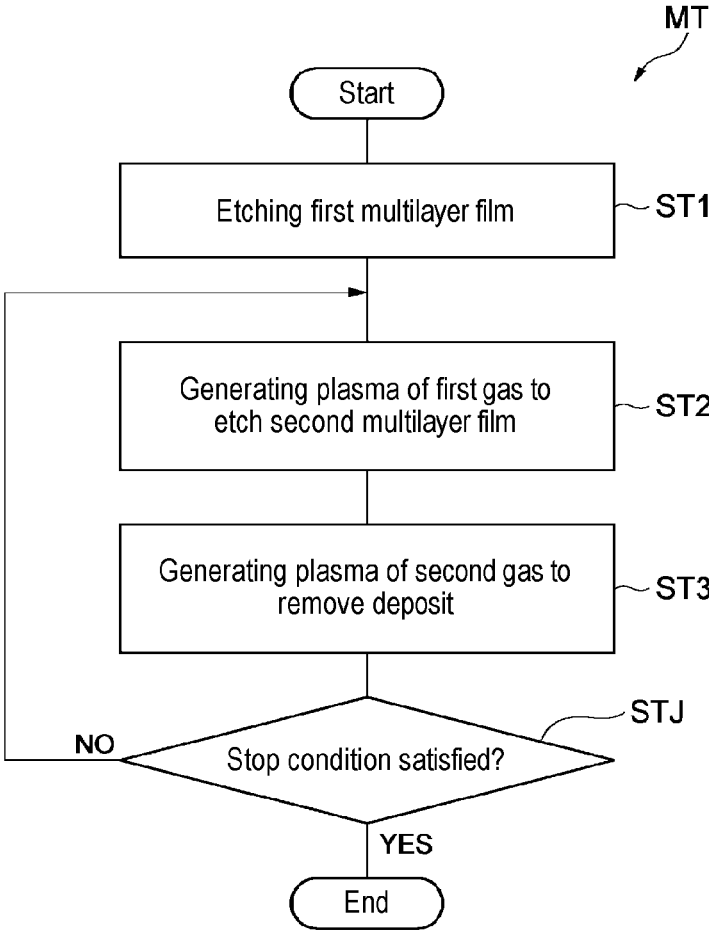 MT
Start
Etching first multilayer film
ST1
Generating plasma of first gas to
etch second multilayer film
ST2
Generating plasma of second gas to
remove deposit
ST3
STJ
NO
Stop condition satisfied?
YES
End